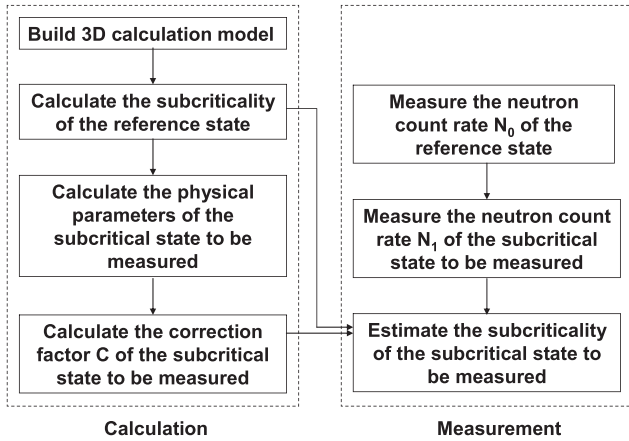 Build 3D calculation model
Calculate the subcriticality
of the reference state
Calculate the physical
parameters of the
subcritical state to be
measured
Calculate the correction
factor C of the subcritical
state to be measured
Calculation
Measure the neutron
count rate N₀ of the
reference state
Measure the neutron count
rate N₁ of the subcritical
state to be measured
Estimate the subcriticality
of the subcritical state to
be measured
Measurement